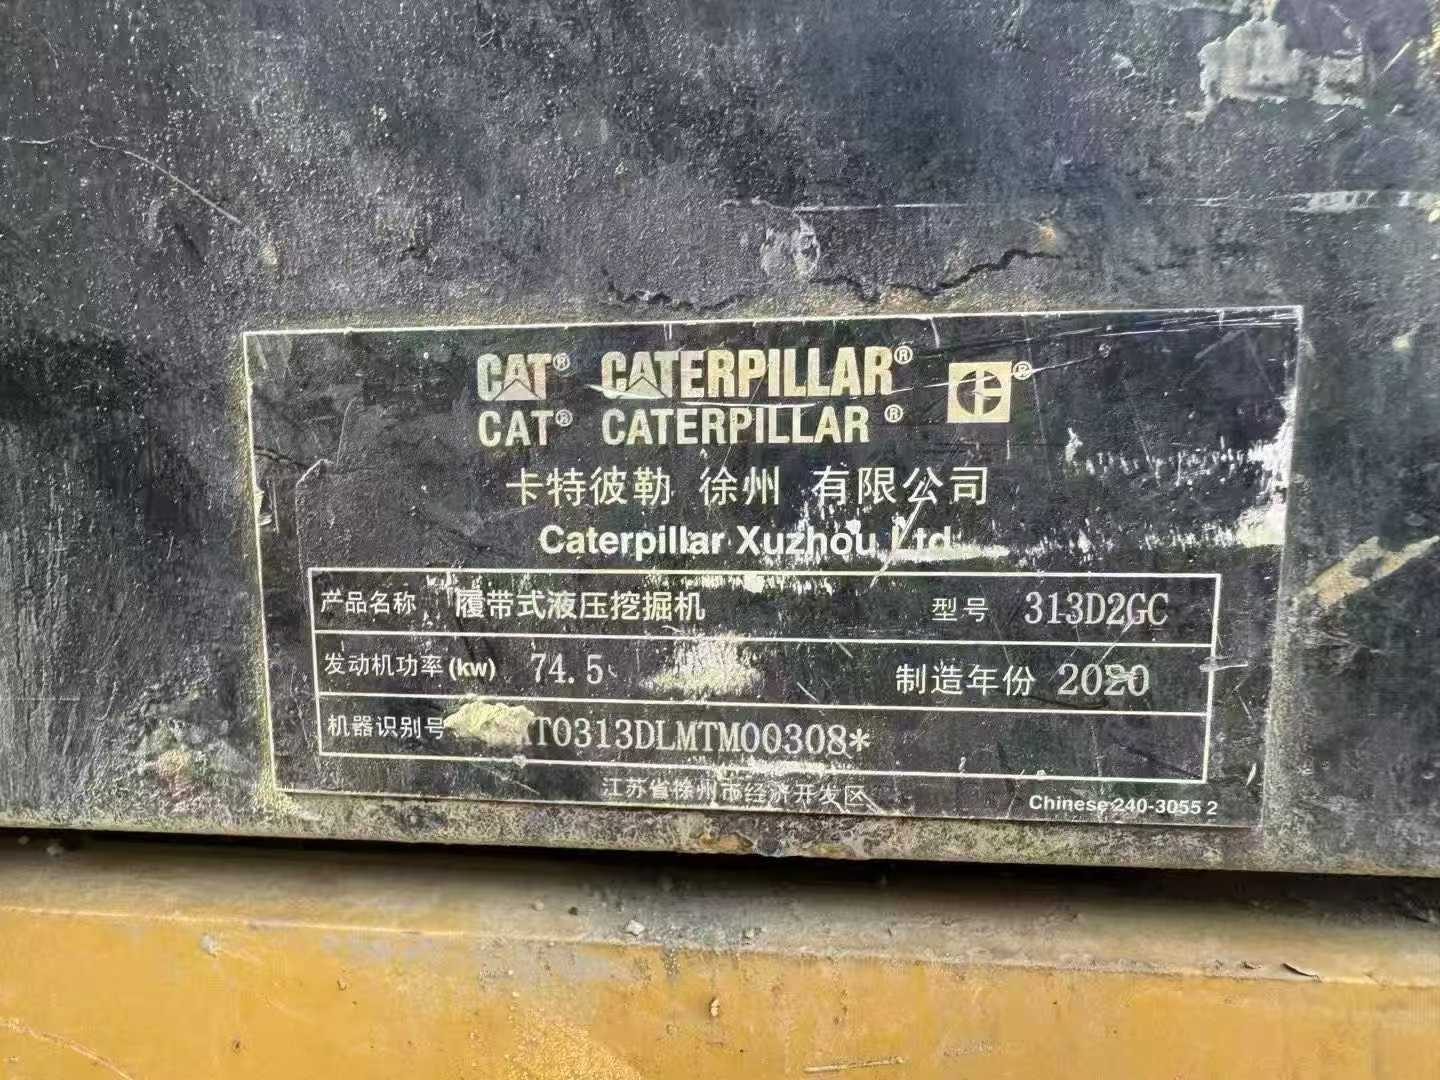 CAT® CATERPILLAR®
CAT® CATERPILLAR®
卡特彼勒 徐州 有限公司
Caterpillar Xuzhou Ltd
产品名称 履带式液压挖掘机 型号 313D2GC
发动机功率(kw) 74.5 制造年份 2020
机器识别号 AT0313DLMTM00308*
江苏省徐州市经济开发区
Chinese 240-3055 2